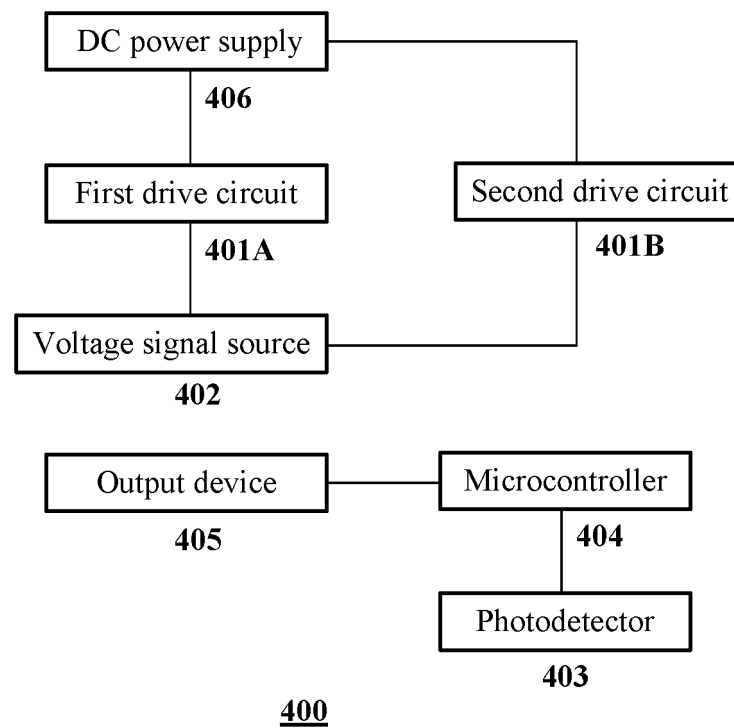 DC power supply
406
First drive circuit
401A
Second drive circuit
401B
Voltage signal source
402
Output device
405
Microcontroller
404
Photodetector
403
400